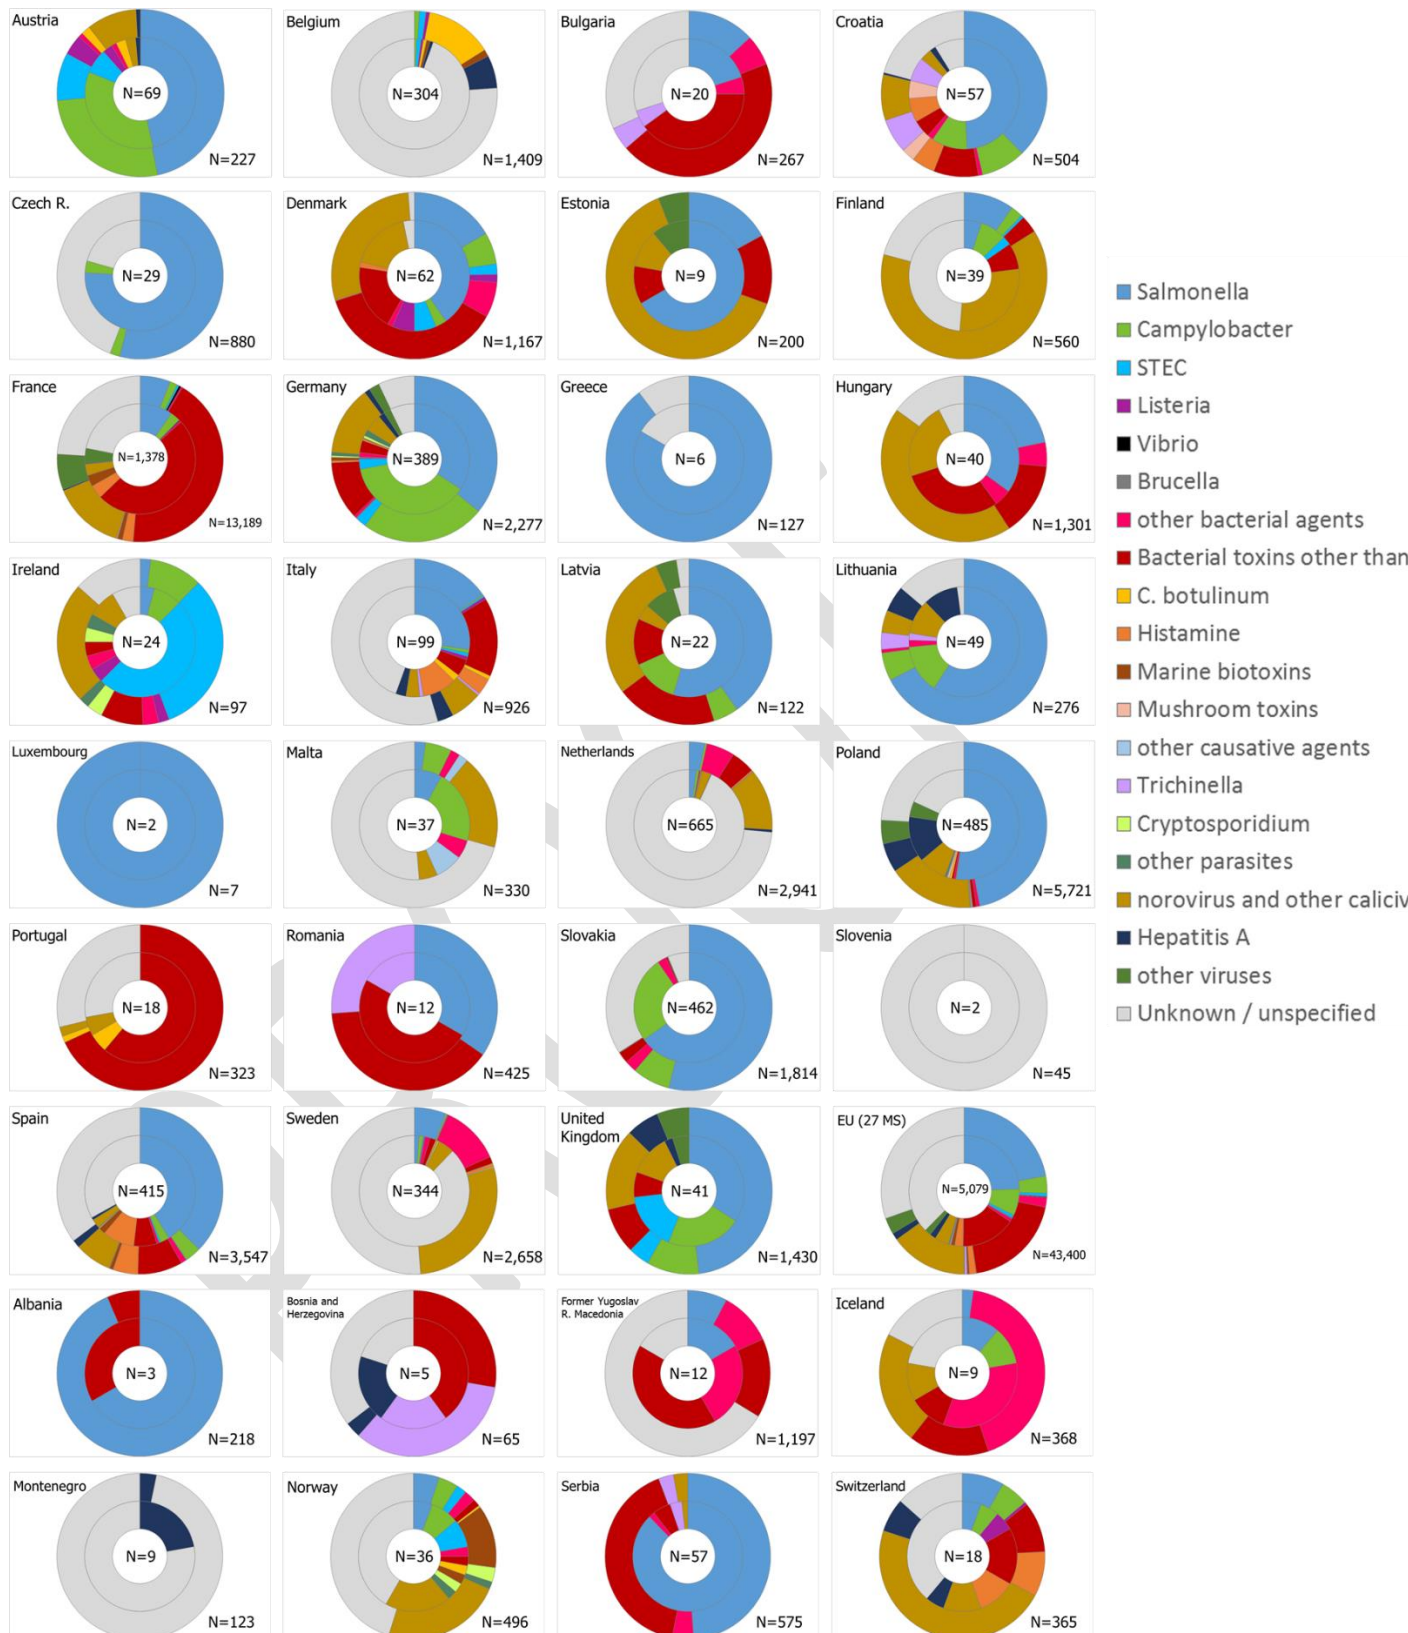 Austria
N=69
N=227
Belgium
N=304
N=1,409
Bulgaria
N=20
N=267
Croatia
N=57
N=504
Czech R.
N=29
N=880
Denmark
N=62
N=1,167
Estonia
N=9
N=200
Finland
N=39
N=560
France
N=1,378
N=13,189
Germany
N=389
N=2,277
Greece
N=6
N=127
Hungary
N=40
N=1,301
Ireland
N=24
N=97
Italy
N=99
N=926
Latvia
N=22
N=122
Lithuania
N=49
N=276
Luxembourg
N=2
N=7
Malta
N=37
N=330
Netherlands
N=665
N=2,941
Poland
N=485
N=5,721
Portugal
N=18
N=323
Romania
N=12
N=425
Slovakia
N=462
N=1,814
Slovenia
N=2
N=45
Spain
N=415
N=3,547
Sweden
N=344
N=2,658
United
Kingdom
N=41
N=1,430
EU (27 MS)
N=5,079
N=43,400
Albania
N=3
N=218
Bosnia and
Herzegovina
N=5
N=65
Former Yugoslav
R. Macedonia
N=12
N=1,197
Iceland
N=9
N=368
Montenegro
N=9
N=123
Norway
N=36
N=496
Serbia
N=57
N=575
Switzerland
N=18
N=365
Salmonella
Campylobacter
STEC
Listeria
Vibrio
Brucella
other bacterial agents
Bacterial toxins other than
C. botulinum
Histamine
Marine biotoxins
Mushroom toxins
other causative agents
Trichinella
Cryptosporidium
other parasites
norovirus and other caliciv
Hepatitis A
other viruses
Unknown / unspecified